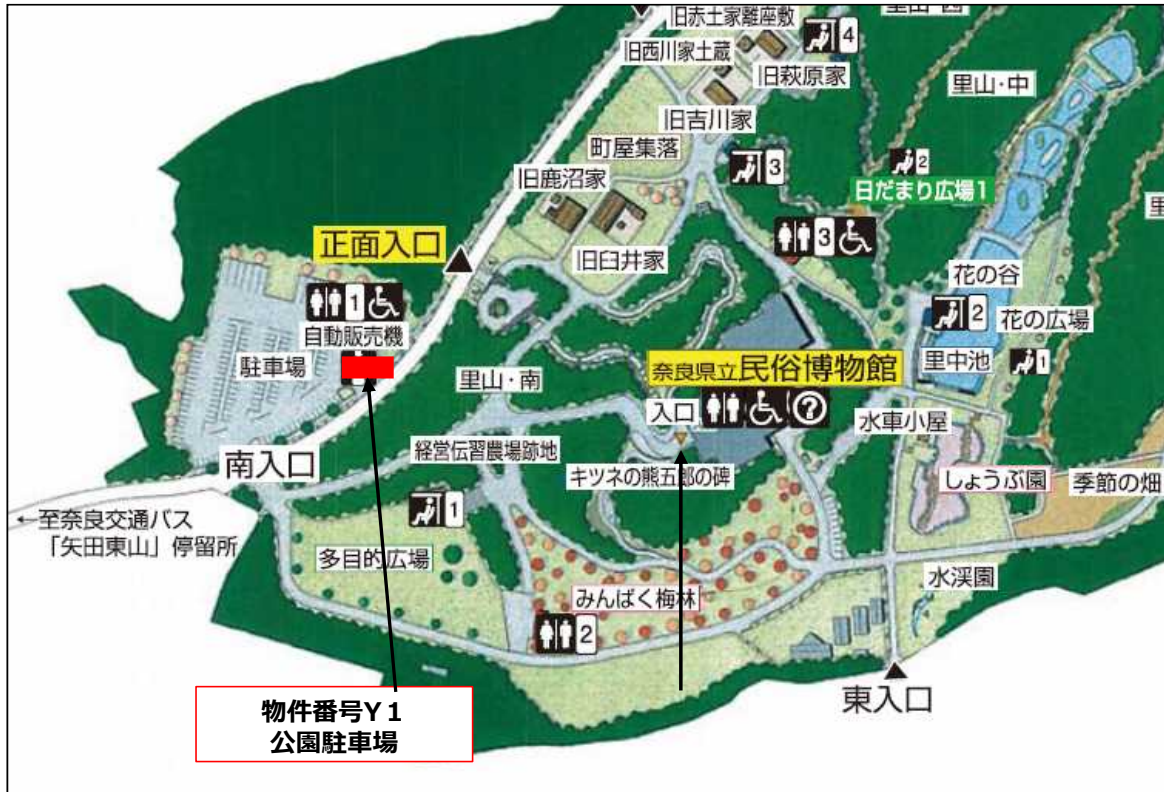 旧赤土家離座敷
里山・西
4
旧西川家土蔵
旧萩原家
里山・中
旧吉川家
町屋集落
3
2
旧鹿沼家
日だまり広場1
正面入口
3
旧臼井家
花の谷
1
自動販売機
2
花の広場
駐車場
里山・南
奈良県立民俗博物館
里中池
1
入口
?
水車小屋
経営伝習農場跡地
南入口
キツネの熊五郎の碑
しょうぶ園
季節の畑
1
←至奈良交通バス
「矢田東山」停留所
多目的広場
水渓園
みんぱく梅林
2
東入口
物件番号Y1
公園駐車場